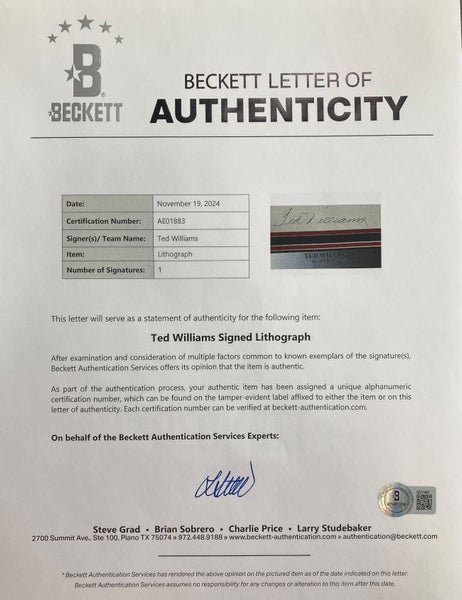 B
BECKETT
BECKETT LETTER OF
AUTHENTICITY
Date: November 19, 2024
Certification Number: AE01883
Signer(s)/ Team Name: Ted Williams
Item: Lithograph
Number of Signatures: 1
Ted Williams
This letter will serve as a statement of authenticity for the following item:
Ted Williams Signed Lithograph
After examination and consideration of multiple factors common to known exemplars of the signature(s),
Beckett Authentication Services offers its opinion that the item is authentic.
As part of the authentication process, your authentic item has been assigned a unique alphanumeric
certification number, which can be found on the tamper-evident label affixed to either the item or on this
letter of authenticity. Each certification number can be verified at beckett-authentication.com.
On behalf of the Beckett Authentication Services Experts:
Steve Grad • Brian Sobrero • Charlie Price • Larry Studebaker
2700 Summit Ave., Ste 100, Plano TX 75074 » 972.448.9188 » www.beckett-authentication.com » authentication@beckett.com
* Beckett Authentication Services has rendered the above opinion on the pictured item as of the date indicated on this letter.
Beckett Authentication Services assumes no responsibility for any changes or alteration to this item after this date.